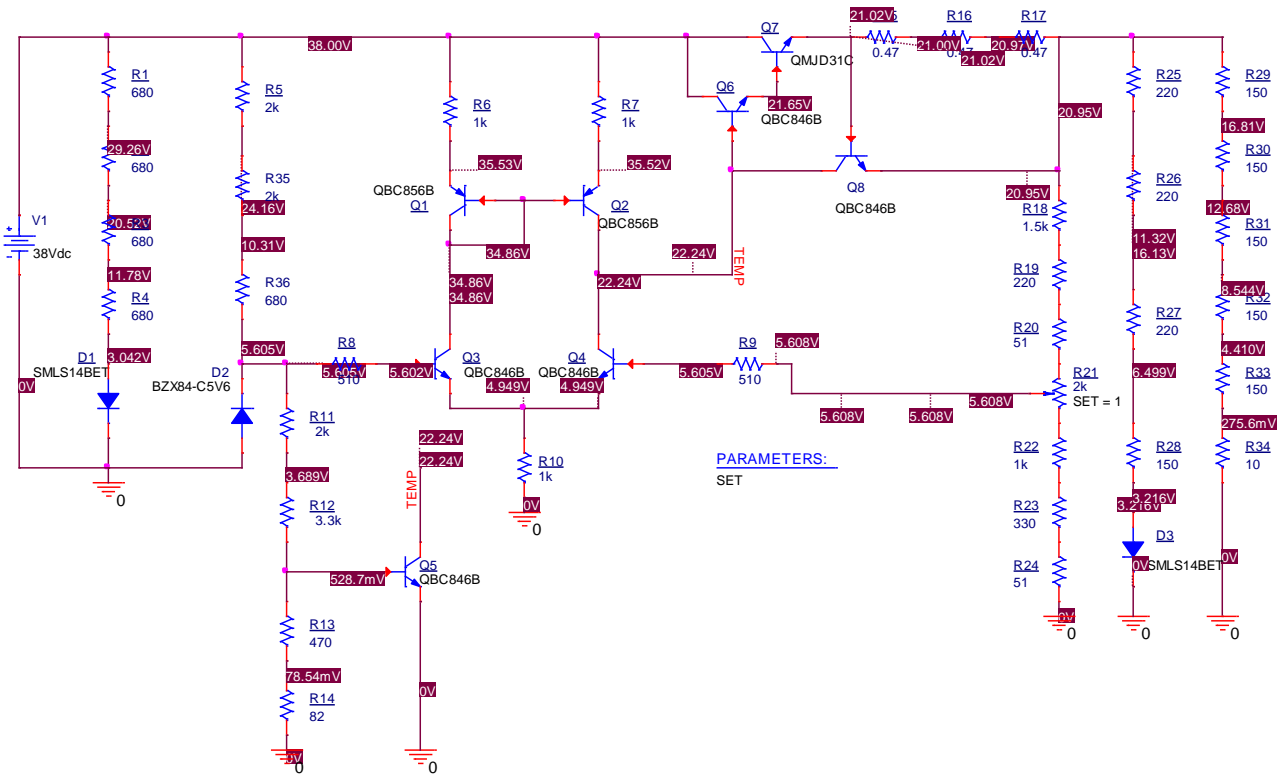 21.02V
Q7
R16
R17
38.00V
21.00V
20.97V
0.47
0.47
21.02V
QMJD31C
R1
680
R5
2k
R6
1k
R7
1k
Q6
21.65V
QBC846B
R25
220
R29
150
20.95V
16.81V
29.26V
680
35.53V
35.52V
R30
150
QBC856B
Q1
Q2
QBC856B
Q8
QBC846B
20.95V
R35
2k
24.16V
R26
220
V1
38Vdc
20.52V
680
R18
1.5k
12.68V
R31
150
10.31V
34.86V
22.24V
TEMP
11.32V
16.13V
11.78V
R4
680
R36
680
34.86V
34.86V
22.24V
R19
220
8.544V
R32
150
R27
220
R20
51
D1
3.042V
SMLS14BET
5.605V
D2
BZX84-C5V6
R8
510
5.605V
5.602V
Q3
QBC846B
4.949V
Q4
QBC846B
4.949V
5.605V
R9
510
5.608V
4.410V
R33
150
R21
2k
SET = 1
6.499V
0V
5.608V
5.608V
5.608V
R11
2k
22.24V
22.24V
275.6mV
R34
10
R22
1k
R28
150
R10
1k
PARAMETERS:
SET
3.689V
TEMP
0
R12
3.3k
0V
0
R23
330
3.216V
3.216V
D3
SMLS14BET
0V
0V
Q5
QBC846B
528.7mV
R24
51
R13
470
0V
0
0
0
78.54mV
0V
R14
82
0V
0
0